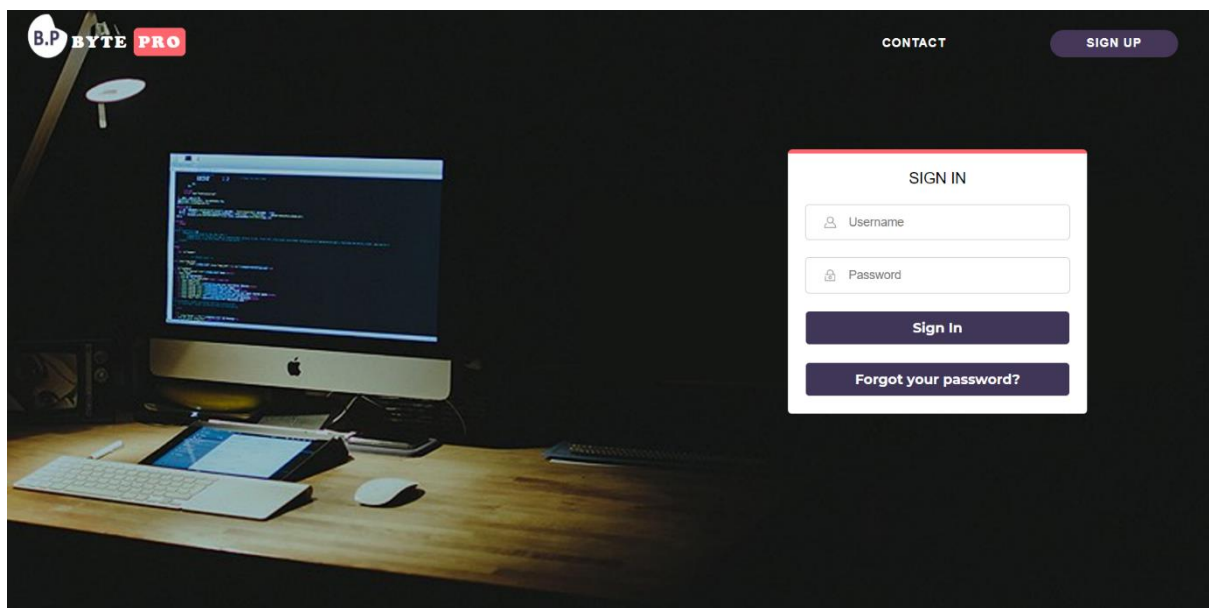 B.P BYTE PRO
CONTACT
SIGN UP
SIGN IN
Username
Password
Sign In
Forgot your password?